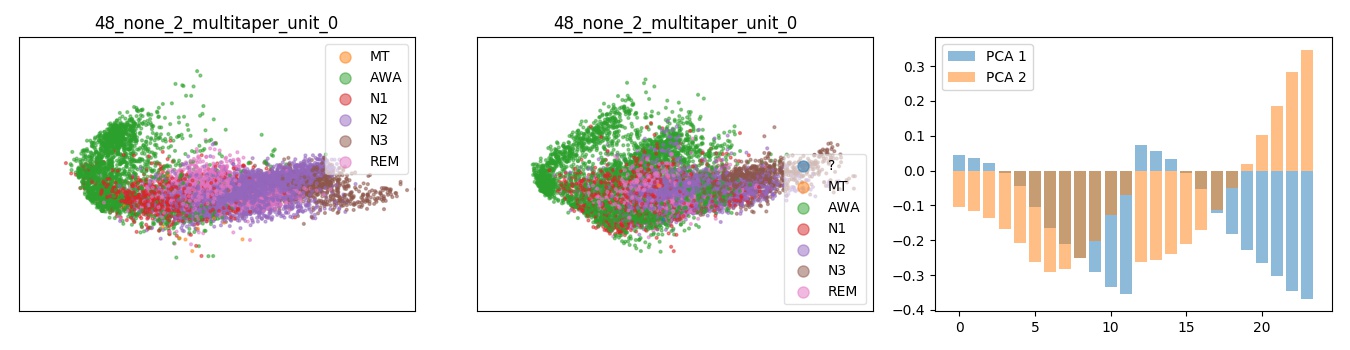 48_none_2_multitaper_unit_0
MT
AWA
N1
N2
N3
REM
48_none_2_multitaper_unit_0
?
MT
AWA
N1
N2
N3
REM
PCA 1
PCA 2
0.3
0.2
0.1
0.0
−0.1
−0.2
−0.3
−0.4
0 5 10 15 20